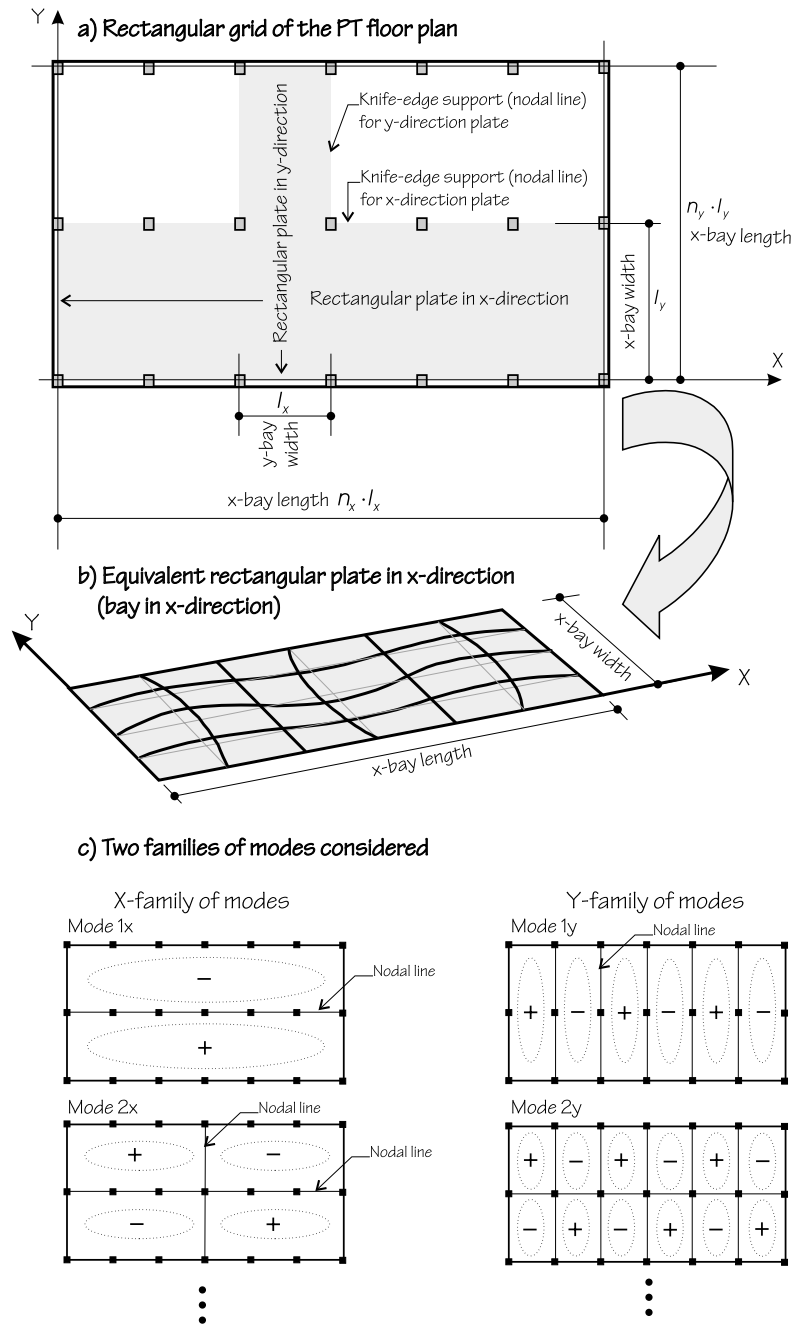 Y
a) Rectangular grid of the PT floor plan
Knife-edge support (nodal line)
for y-direction plate
Rectangular plate in y-direction
Knife-edge support (nodal line)
for x-direction plate
n_y · l_y
x-bay length
x-bay width
l_y
Rectangular plate in x-direction
X
l_x
y-bay
width
x-bay length n_x · l_x
b) Equivalent rectangular plate in x-direction
(bay in x-direction)
Y
x-bay width
X
x-bay length
c) Two families of modes considered
X-family of modes
Mode 1x
−
Nodal line
+
Mode 2x
Nodal line
+ −
Nodal line
− +
Y-family of modes
Mode 1y
Nodal line
+ − + − + −
Mode 2y
+ − + − + −
− + − + − +